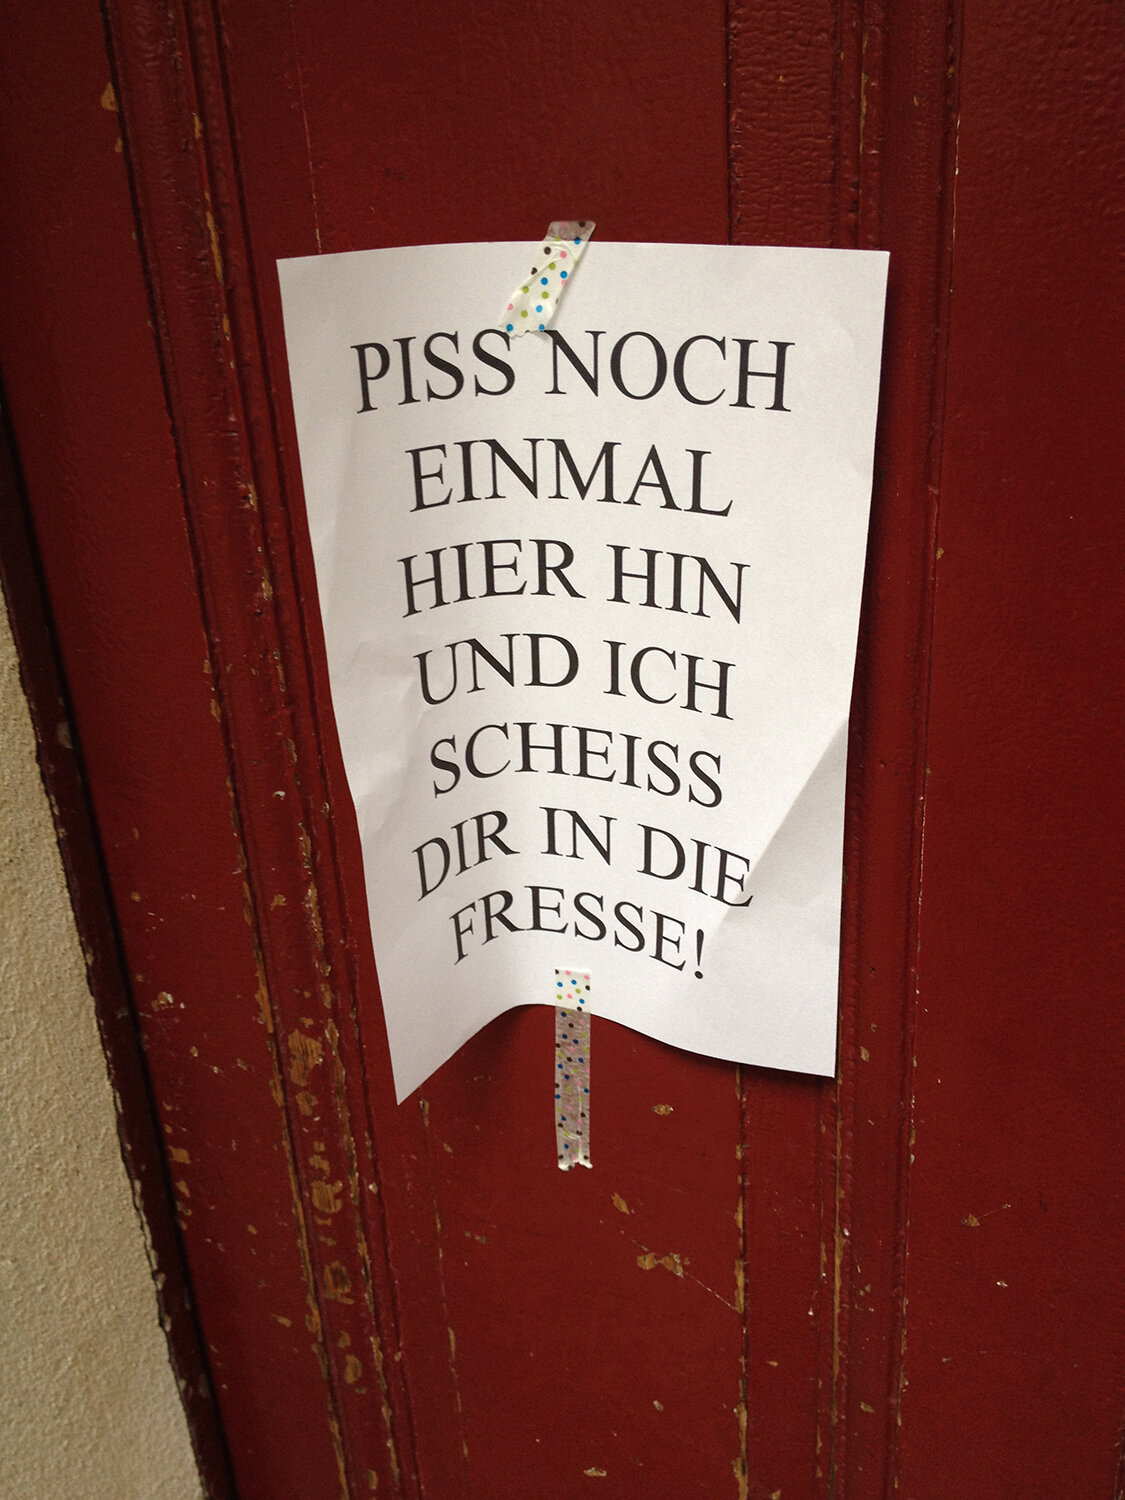 PISS NOCH
EINMAL
HIER HIN
UND ICH
SCHEISS
DIR IN DIE
FRESSE!